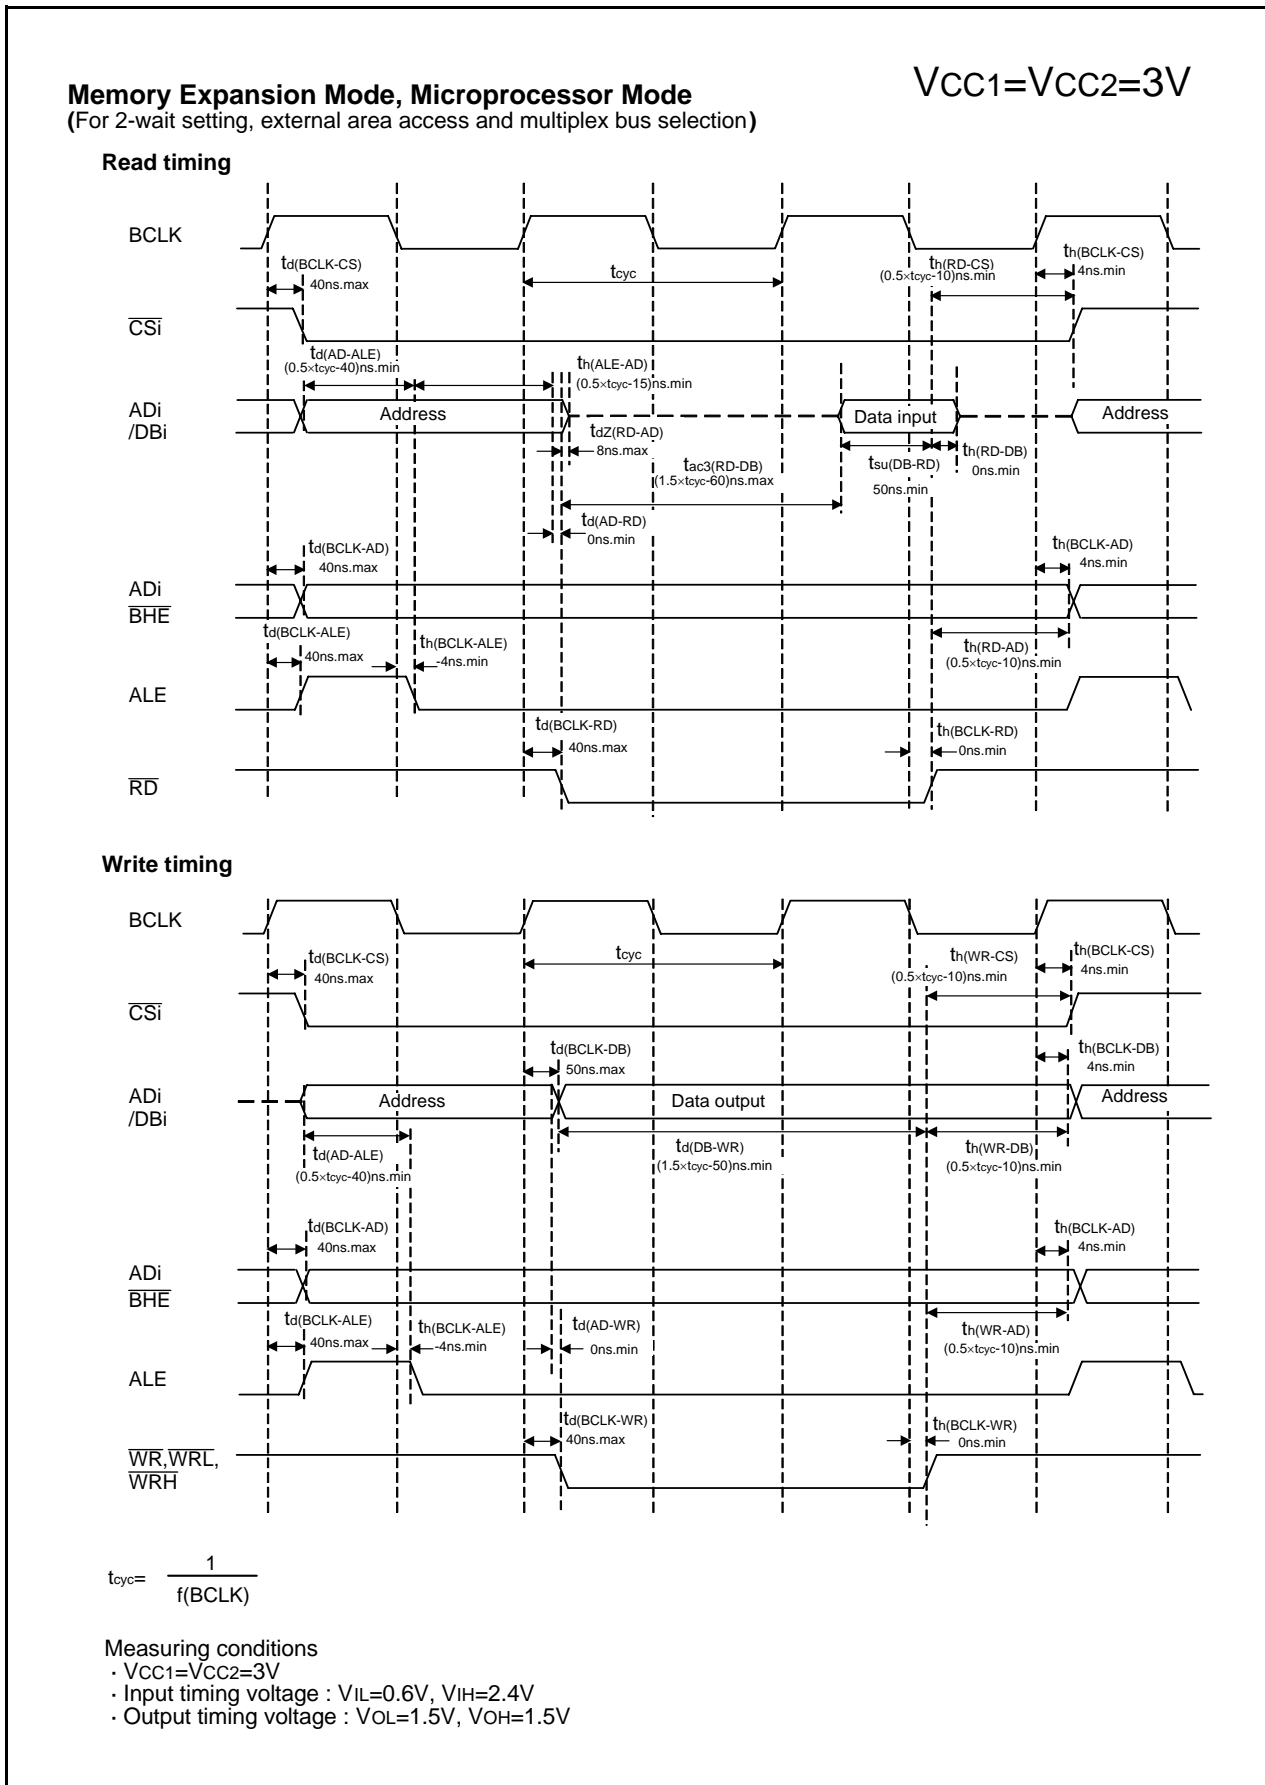 VCC1=VCC2=3V
Memory Expansion Mode, Microprocessor Mode
(For 2-wait setting, external area access and multiplex bus selection)
Read timing
BCLK
td(BCLK-CS)
40ns.max
tcyc
th(RD-CS)
(0.5×tcyc-10)ns.min
th(BCLK-CS)
4ns.min
CSi
td(AD-ALE)
(0.5×tcyc-40)ns.min
th(ALE-AD)
(0.5×tcyc-15)ns.min
ADi
/DBi
Address
Data input
Address
tdZ(RD-AD)
8ns.max
tac3(RD-DB)
(1.5×tcyc-60)ns.max
tsu(DB-RD)
50ns.min
th(RD-DB)
0ns.min
td(AD-RD)
0ns.min
td(BCLK-AD)
40ns.max
th(BCLK-AD)
4ns.min
ADi
BHE
td(BCLK-ALE)
40ns.max
th(BCLK-ALE)
-4ns.min
th(RD-AD)
(0.5×tcyc-10)ns.min
ALE
td(BCLK-RD)
40ns.max
th(BCLK-RD)
0ns.min
RD
Write timing
BCLK
td(BCLK-CS)
40ns.max
tcyc
th(WR-CS)
(0.5×tcyc-10)ns.min
th(BCLK-CS)
4ns.min
CSi
td(BCLK-DB)
50ns.max
th(BCLK-DB)
4ns.min
ADi
/DBi
Address
Data output
Address
td(AD-ALE)
(0.5×tcyc-40)ns.min
td(DB-WR)
(1.5×tcyc-50)ns.min
th(WR-DB)
(0.5×tcyc-10)ns.min
td(BCLK-AD)
40ns.max
th(BCLK-AD)
4ns.min
ADi
BHE
td(BCLK-ALE)
40ns.max
th(BCLK-ALE)
-4ns.min
td(AD-WR)
0ns.min
th(WR-AD)
(0.5×tcyc-10)ns.min
ALE
td(BCLK-WR)
40ns.max
th(BCLK-WR)
0ns.min
WR,WRL,
WRH
tcyc=
1
f(BCLK)
Measuring conditions
· VCC1=VCC2=3V
· Input timing voltage : VIL=0.6V, VIH=2.4V
· Output timing voltage : VOL=1.5V, VOH=1.5V